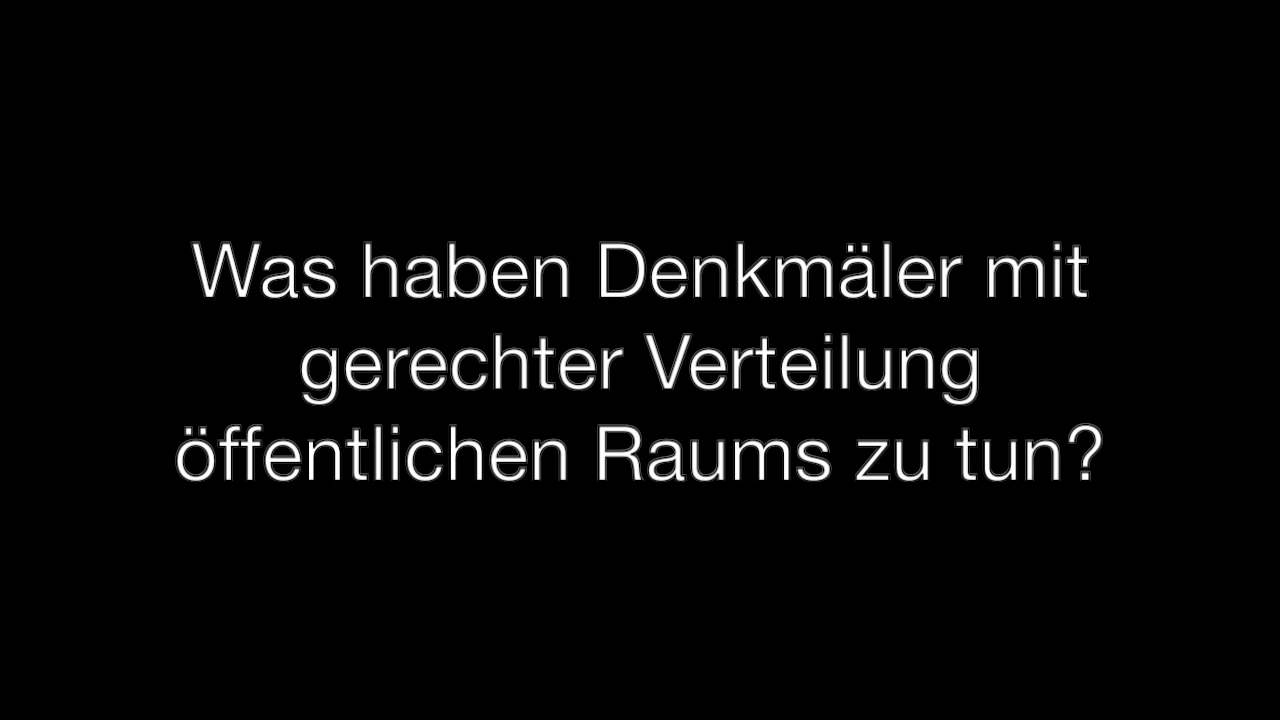 Was haben Denkmäler mit
gerechter Verteilung
öffentlichen Raums zu tun?